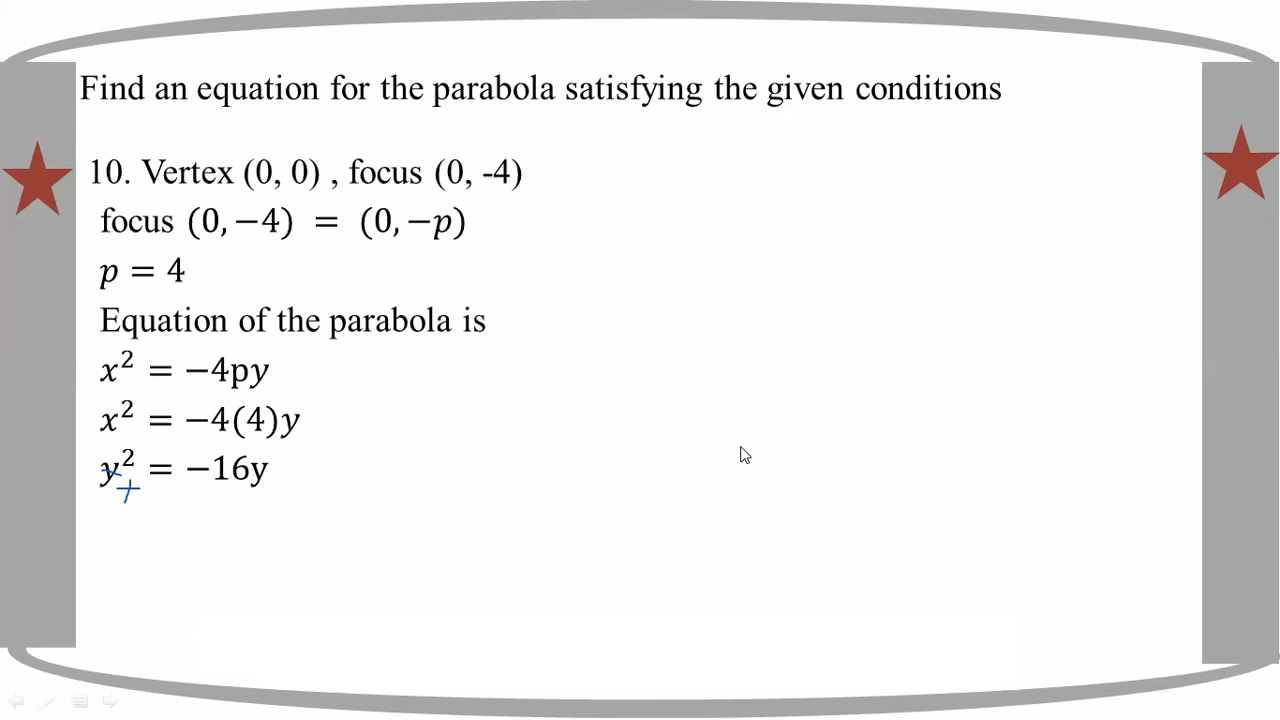 Find an equation for the parabola satisfying the given conditions
10. Vertex (0, 0) , focus (0, -4)
focus (0, −4) = (0, −p)
p = 4
Equation of the parabola is
x² = −4py
x² = −4(4)y
y² = −16y